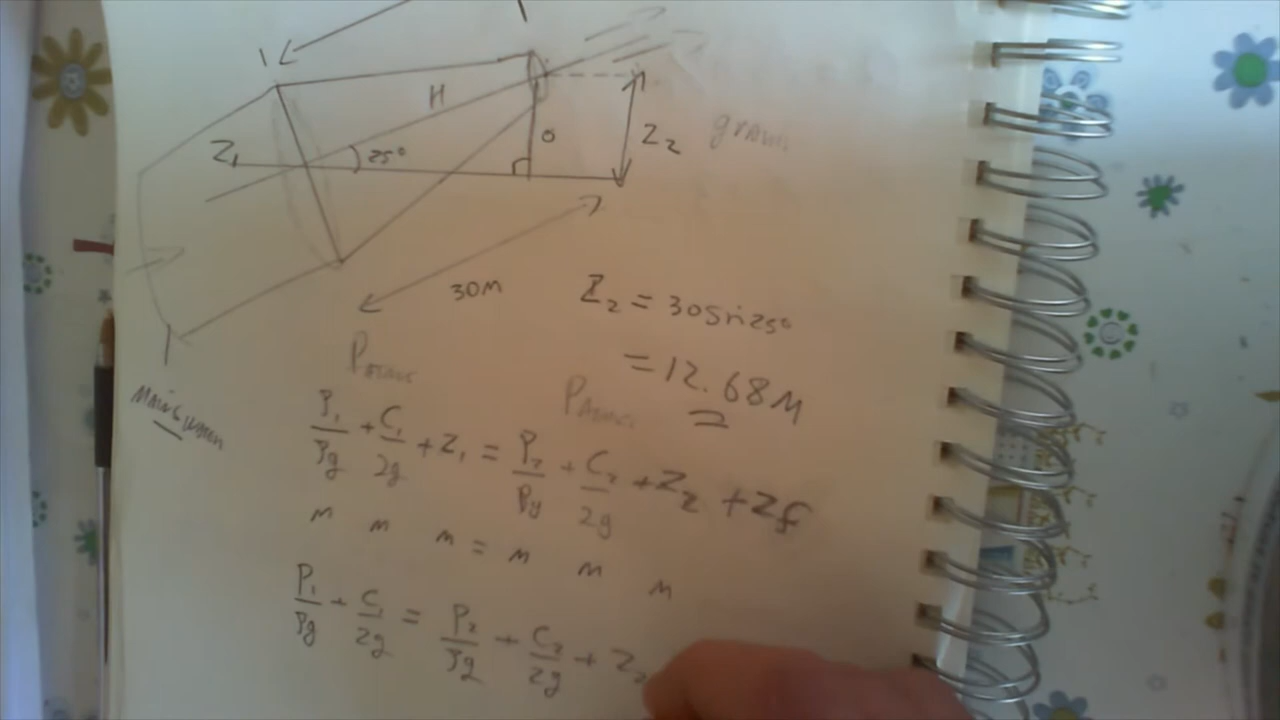 1
H
Z₁
25°
O
Z₂
30M
Z₂ = 30Sin25°
= 12.68M
P₁/ρg + C₁/2g + Z₁ = P₂/ρg + C₂/2g + Z₂ + Zf
m m m = m m m
P₁/ρg + C₁/2g = P₂/ρg + C₂/2g + Z₂